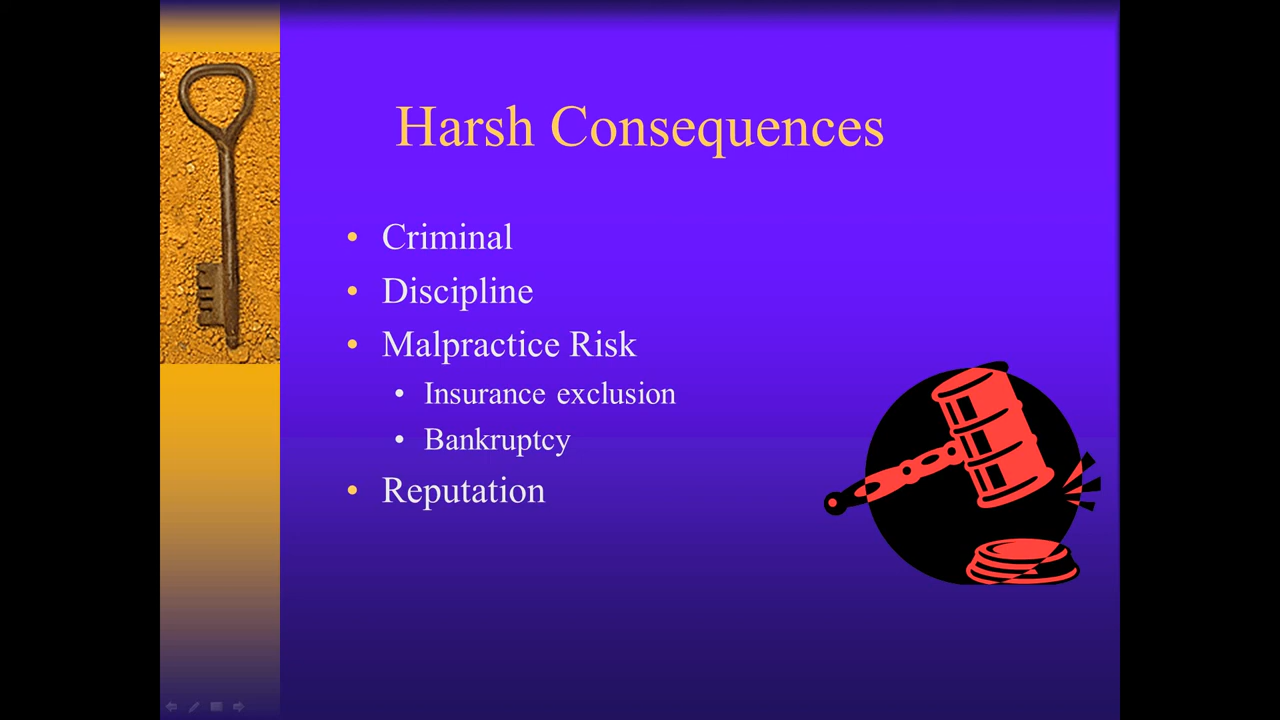 Harsh Consequences
• Criminal
• Discipline
• Malpractice Risk
• Insurance exclusion
• Bankruptcy
• Reputation